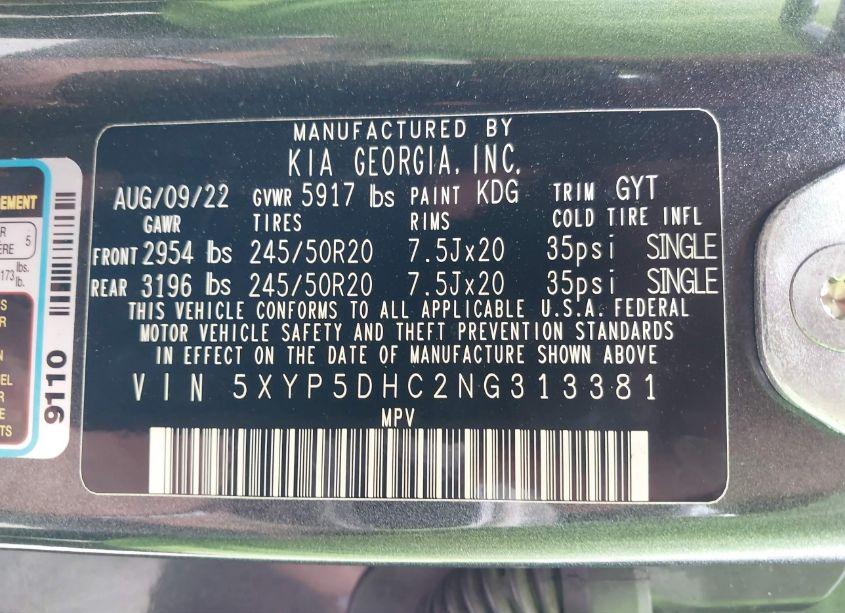 MANUFACTURED BY
KIA GEORGIA, INC.
AUG/09/22 GVWR 5917 lbs PAINT KDG TRIM GYT
GAWR TIRES RIMS COLD TIRE INFL
FRONT 2954 lbs 245/50R20 7.5Jx20 35psi SINGLE
REAR 3196 lbs 245/50R20 7.5Jx20 35psi SINGLE
THIS VEHICLE CONFORMS TO ALL APPLICABLE U.S.A. FEDERAL
MOTOR VEHICLE SAFETY AND THEFT PREVENTION STANDARDS
IN EFFECT ON THE DATE OF MANUFACTURE SHOWN ABOVE
VIN 5XYP5DHC2NG313381
MPV
9110
5
lbs.
lb.